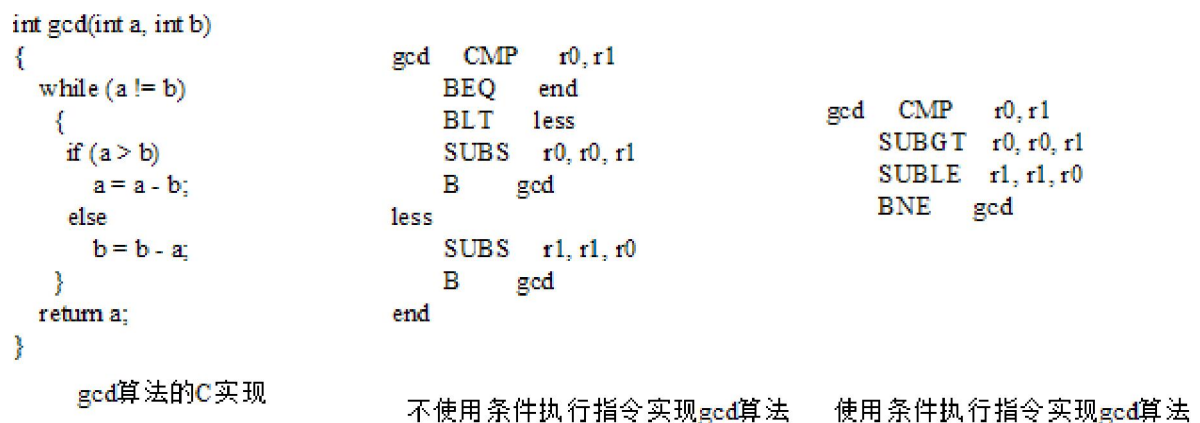 int gcd(int a, int b)
{
while (a != b)
{
if (a > b)
a = a - b;
else
b = b - a;
}
return a;
}
gcd算法的C实现
gcd CMP r0, r1
BEQ end
BLT less
SUBS r0, r0, r1
B gcd
less
SUBS r1, r1, r0
B gcd
end
不使用条件执行指令实现gcd算法
gcd CMP r0, r1
SUBGT r0, r0, r1
SUBLE r1, r1, r0
BNE gcd
使用条件执行指令实现gcd算法